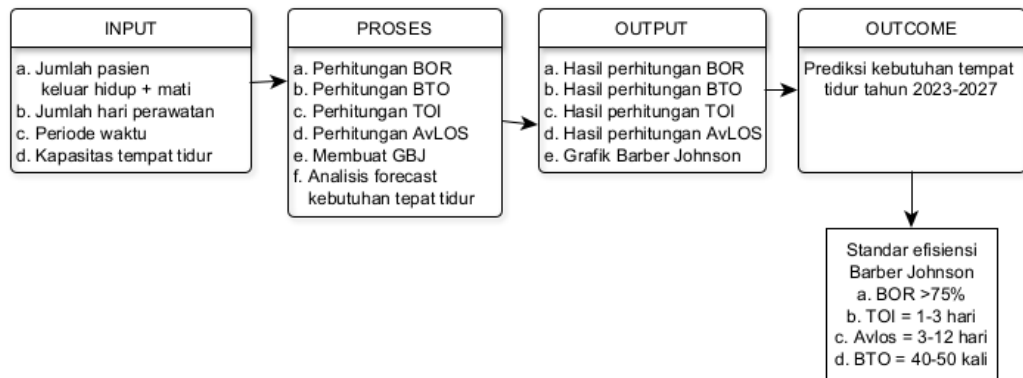 INPUT
a. Jumlah pasien
keluar hidup + mati
b. Jumlah hari perawatan
c. Periode waktu
d. Kapasitas tempat tidur
PROSES
a. Perhitungan BOR
b. Perhitungan BTO
c. Perhitungan TOI
d. Perhitungan AvLOS
e. Membuat GBJ
f. Analisis forecast
kebutuhan tepat tidur
OUTPUT
a. Hasil perhitungan BOR
b. Hasil perhitungan BTO
c. Hasil perhitungan TOI
d. Hasil perhitungan AvLOS
e. Grafik Barber Johnson
OUTCOME
Prediksi kebutuhan tempat
tidur tahun 2023-2027
Standar efisiensi
Barber Johnson
a. BOR >75%
b. TOI = 1-3 hari
c. Avlos = 3-12 hari
d. BTO = 40-50 kali